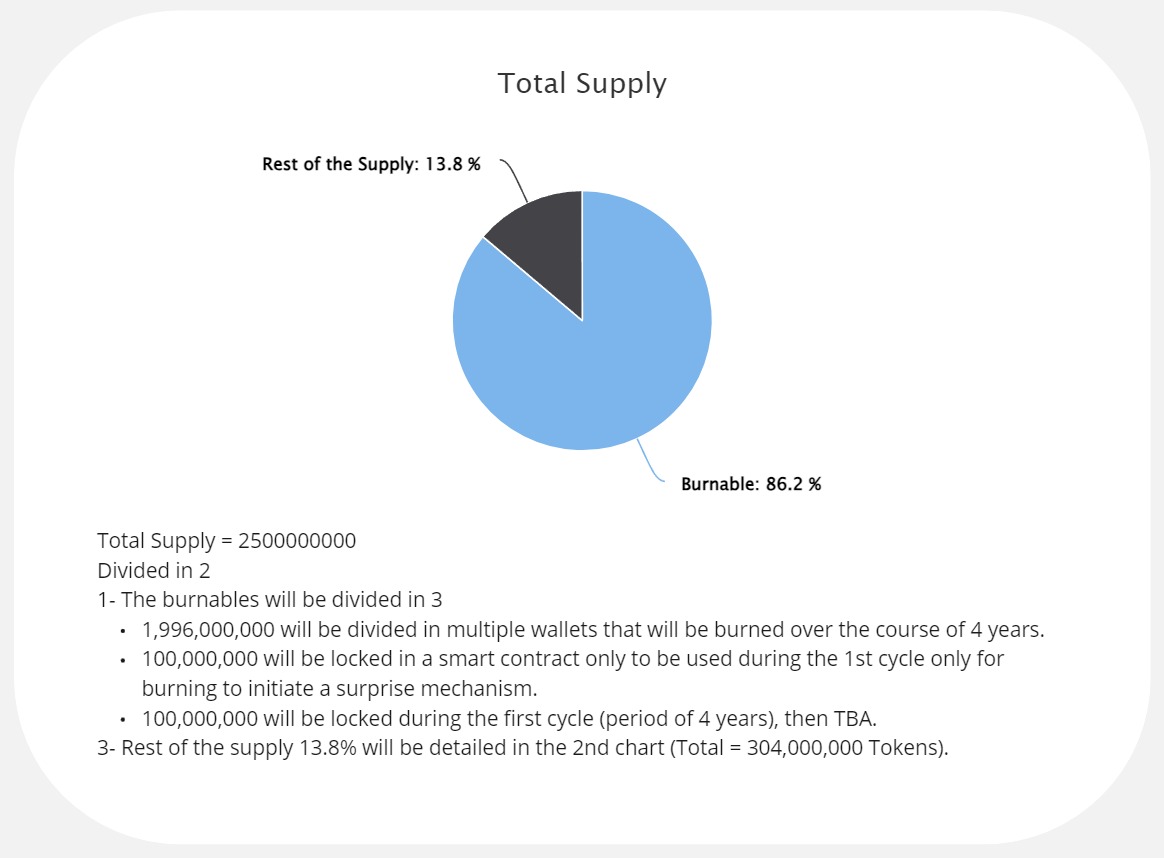 Total Supply
Rest of the Supply: 13.8 %
Burnable: 86.2 %
Total Supply = 2500000000
Divided in 2
1- The burnables will be divided in 3
• 1,996,000,000 will be divided in multiple wallets that will be burned over the course of 4 years.
• 100,000,000 will be locked in a smart contract only to be used during the 1st cycle only for
burning to initiate a surprise mechanism.
• 100,000,000 will be locked during the first cycle (period of 4 years), then TBA.
3- Rest of the supply 13.8% will be detailed in the 2nd chart (Total = 304,000,000 Tokens).